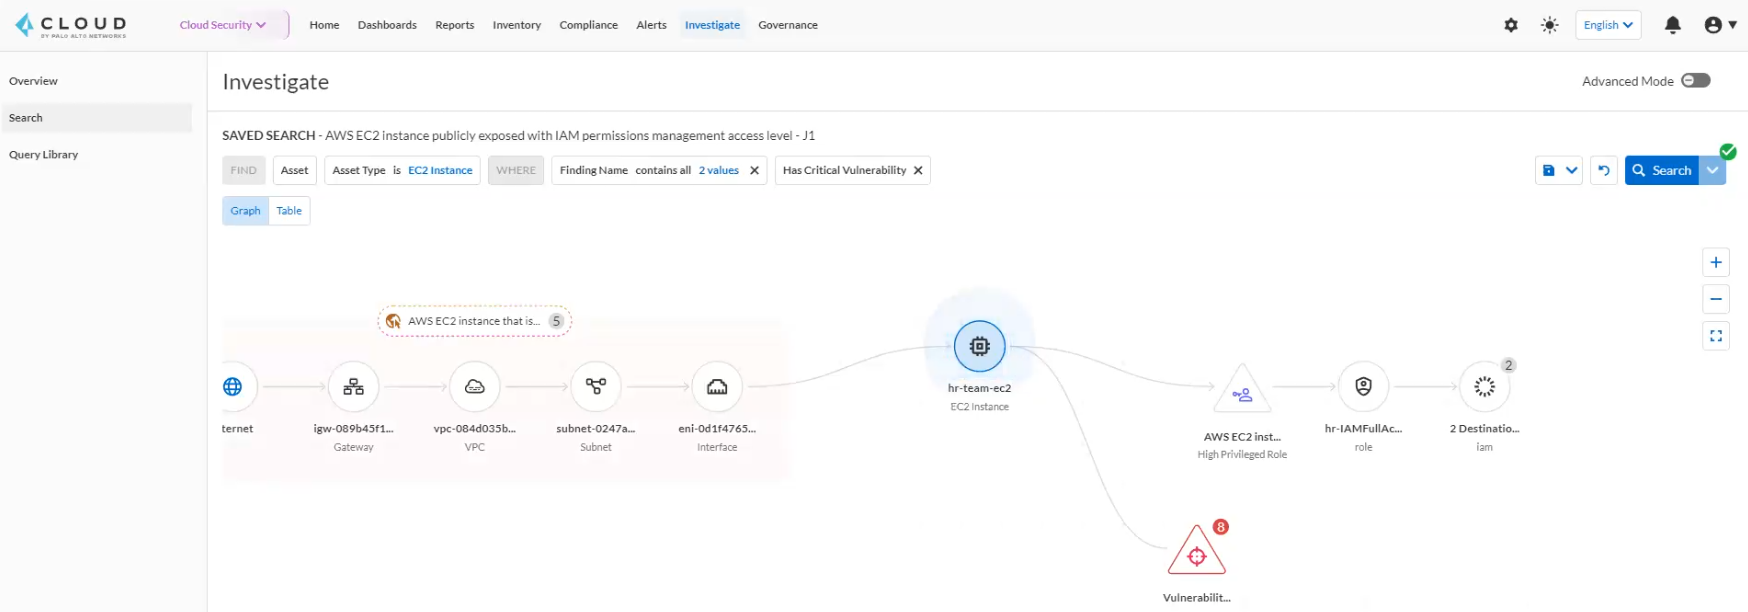 CLOUD
BY PALO ALTO NETWORKS
Cloud Security
Home
Dashboards
Reports
Inventory
Compliance
Alerts
Investigate
Governance
English
Overview
Search
Query Library
Investigate
Advanced Mode
SAVED SEARCH - AWS EC2 instance publicly exposed with IAM permissions management access level - J1
FIND
Asset
Asset Type is EC2 Instance
WHERE
Finding Name contains all 2 values
Has Critical Vulnerability
Search
Graph
Table
AWS EC2 instance that is... 5
ternet
igw-089b45f1...
Gateway
vpc-084d035b...
VPC
subnet-0247a...
Subnet
eni-0d1f4765...
Interface
hr-team-ec2
EC2 Instance
AWS EC2 inst...
High Privileged Role
hr-IAMFullAc...
role
2
2 Destinatio...
iam
8
Vulnerabilit...